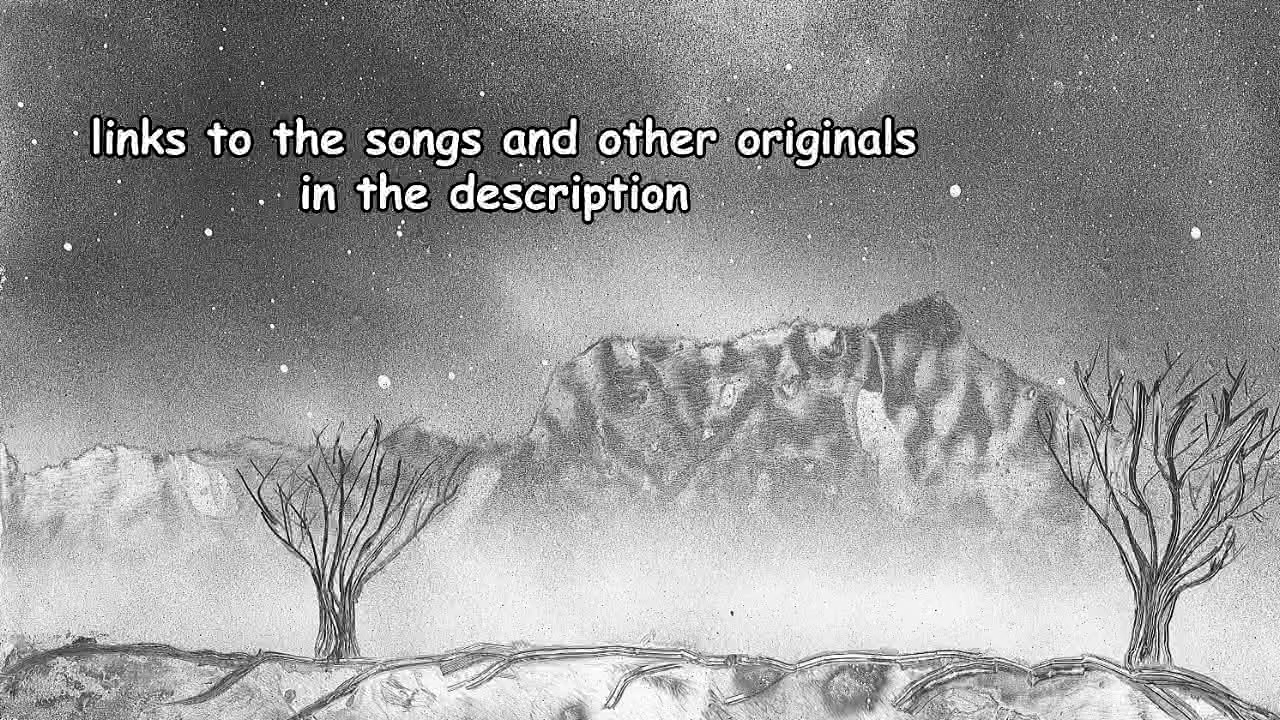 links to the songs and other originals
in the description